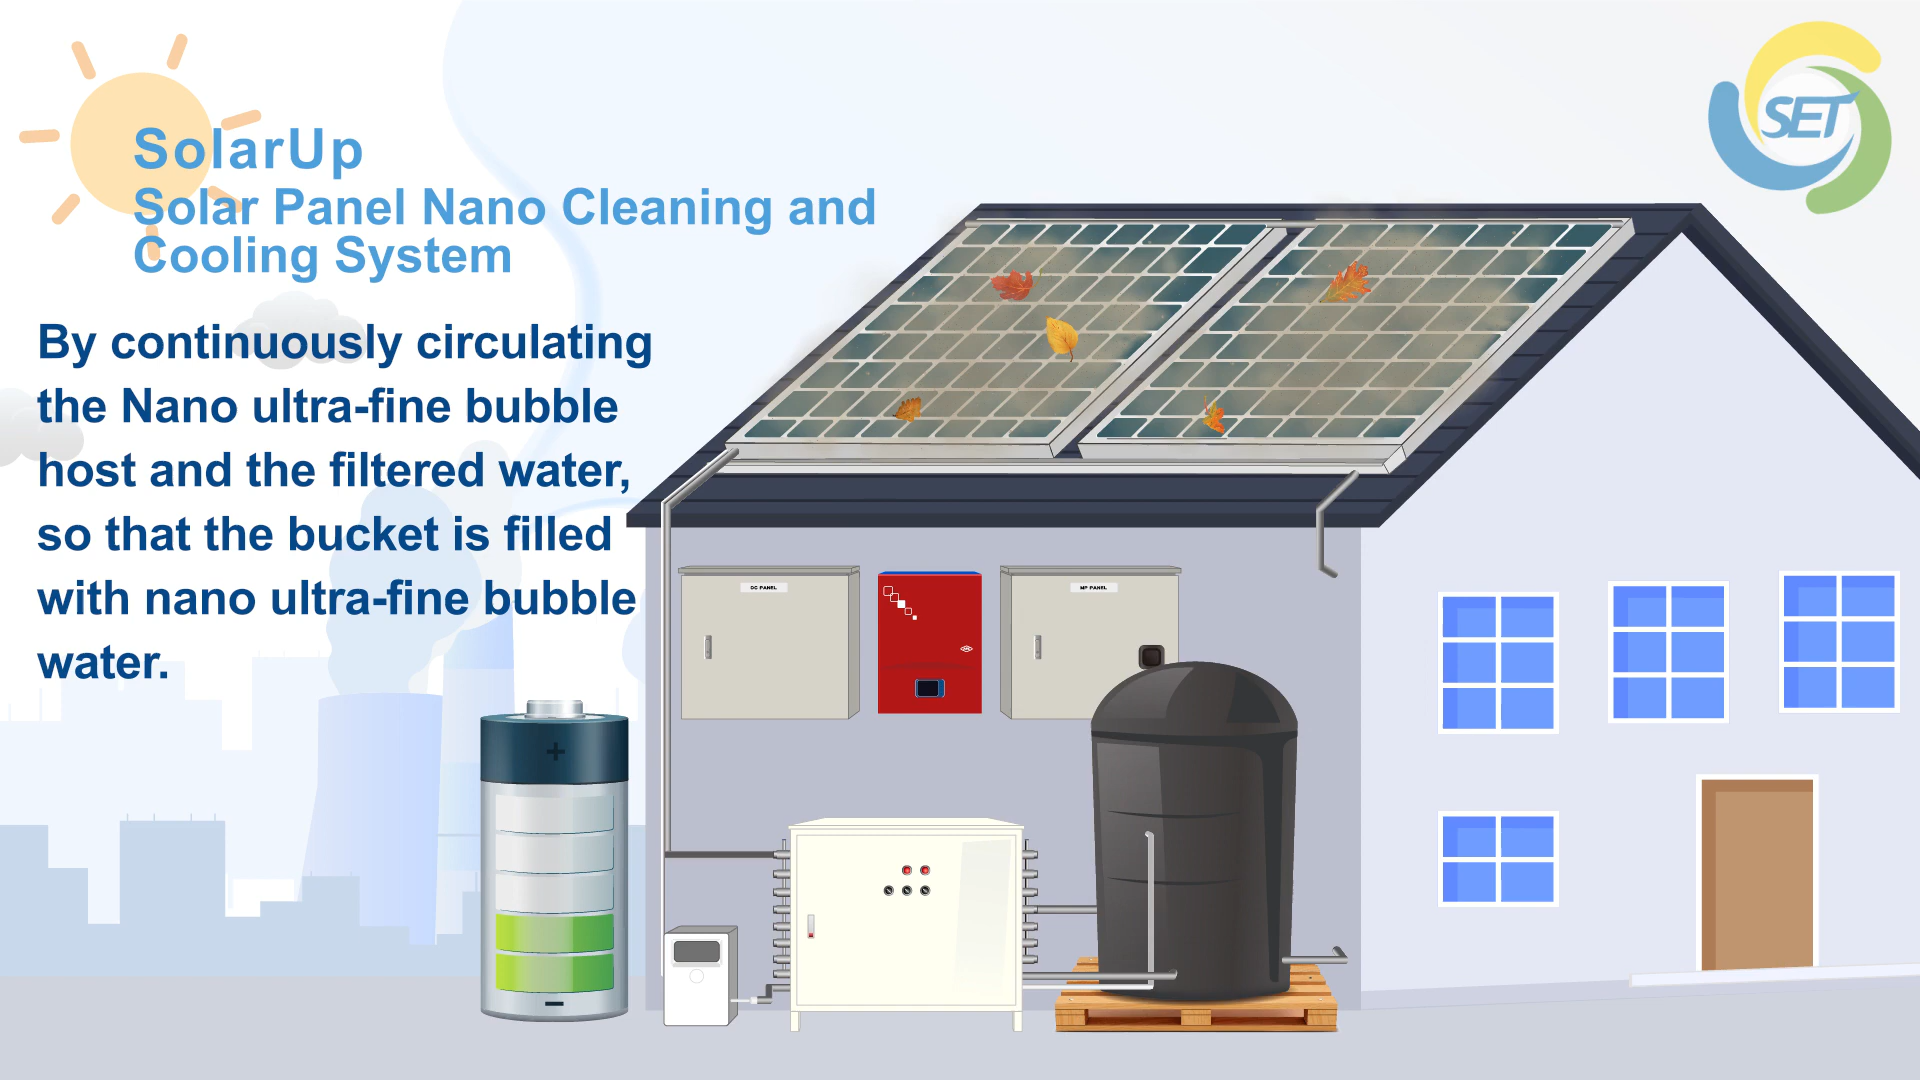 SET
SolarUp
Solar Panel Nano Cleaning and
Cooling System
By continuously circulating
the Nano ultra-fine bubble
host and the filtered water,
so that the bucket is filled
with nano ultra-fine bubble
water.
DC PANEL
MP PANEL